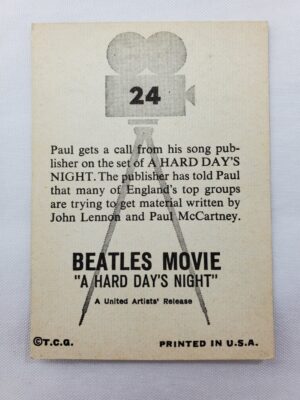 24
Paul gets a call from his song pub-
lisher on the set of A HARD DAY'S
NIGHT. The publisher has told Paul
that many of England's top groups
are trying to get material written by
John Lennon and Paul McCartney.
BEATLES MOVIE
"A HARD DAY'S NIGHT"
A United Artists' Release
©T.C.G. PRINTED IN U.S.A.